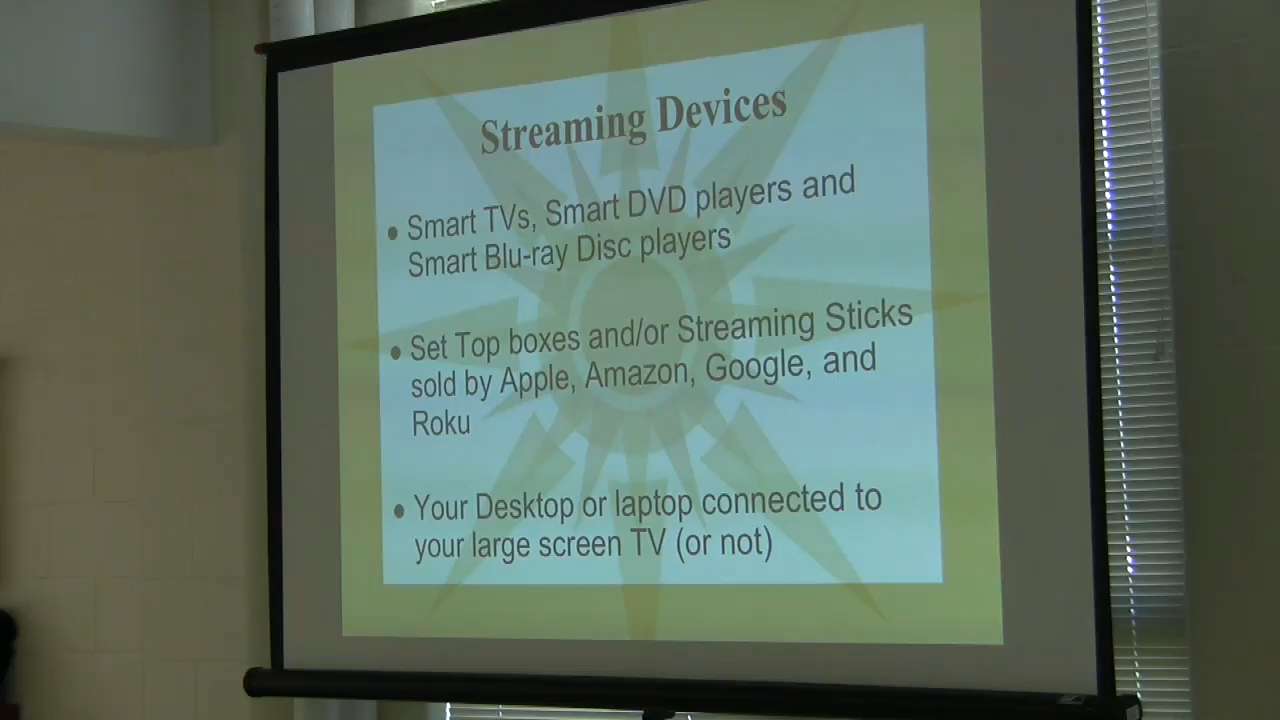 Streaming Devices
• Smart TVs, Smart DVD players and
Smart Blu-ray Disc players
• Set Top boxes and/or Streaming Sticks
sold by Apple, Amazon, Google, and
Roku
• Your Desktop or laptop connected to
your large screen TV (or not)